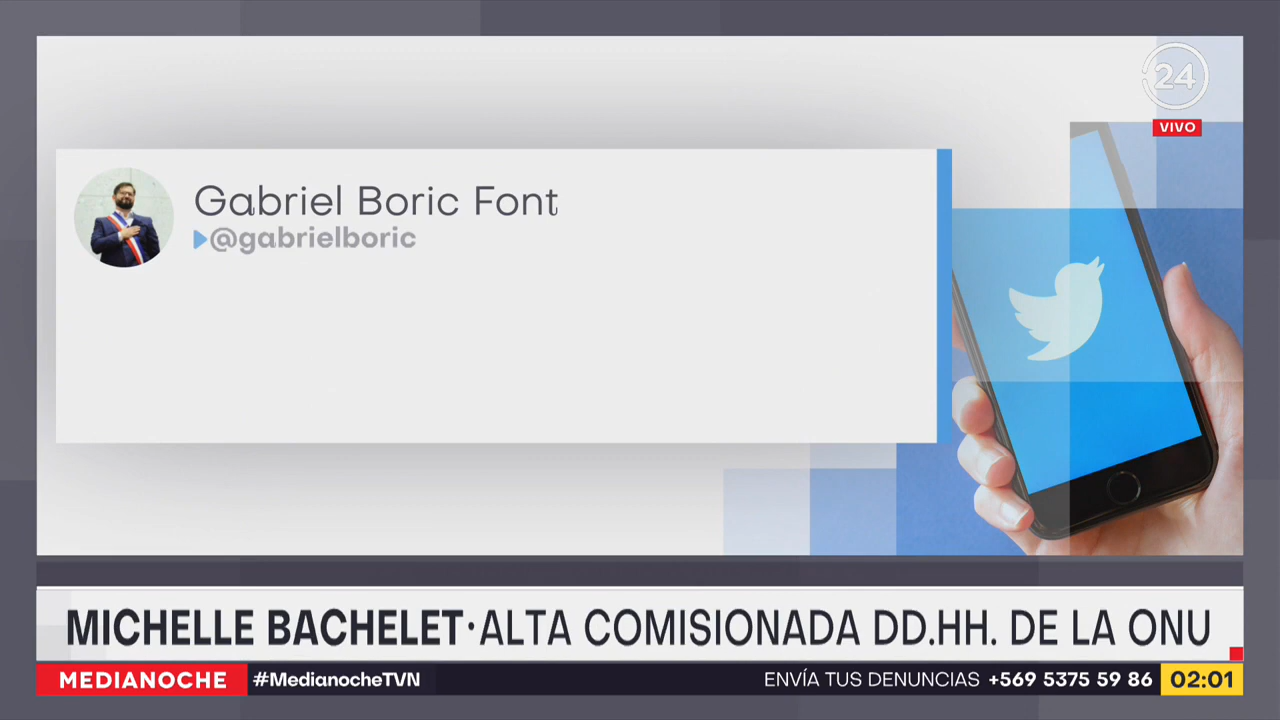 24
VIVO
Gabriel Boric Font
@gabrielboric
MICHELLE BACHELET·ALTA COMISIONADA DD.HH. DE LA ONU
MEDIANOCHE #MedianocheTVN ENVÍA TUS DENUNCIAS +569 5375 59 86 02:01